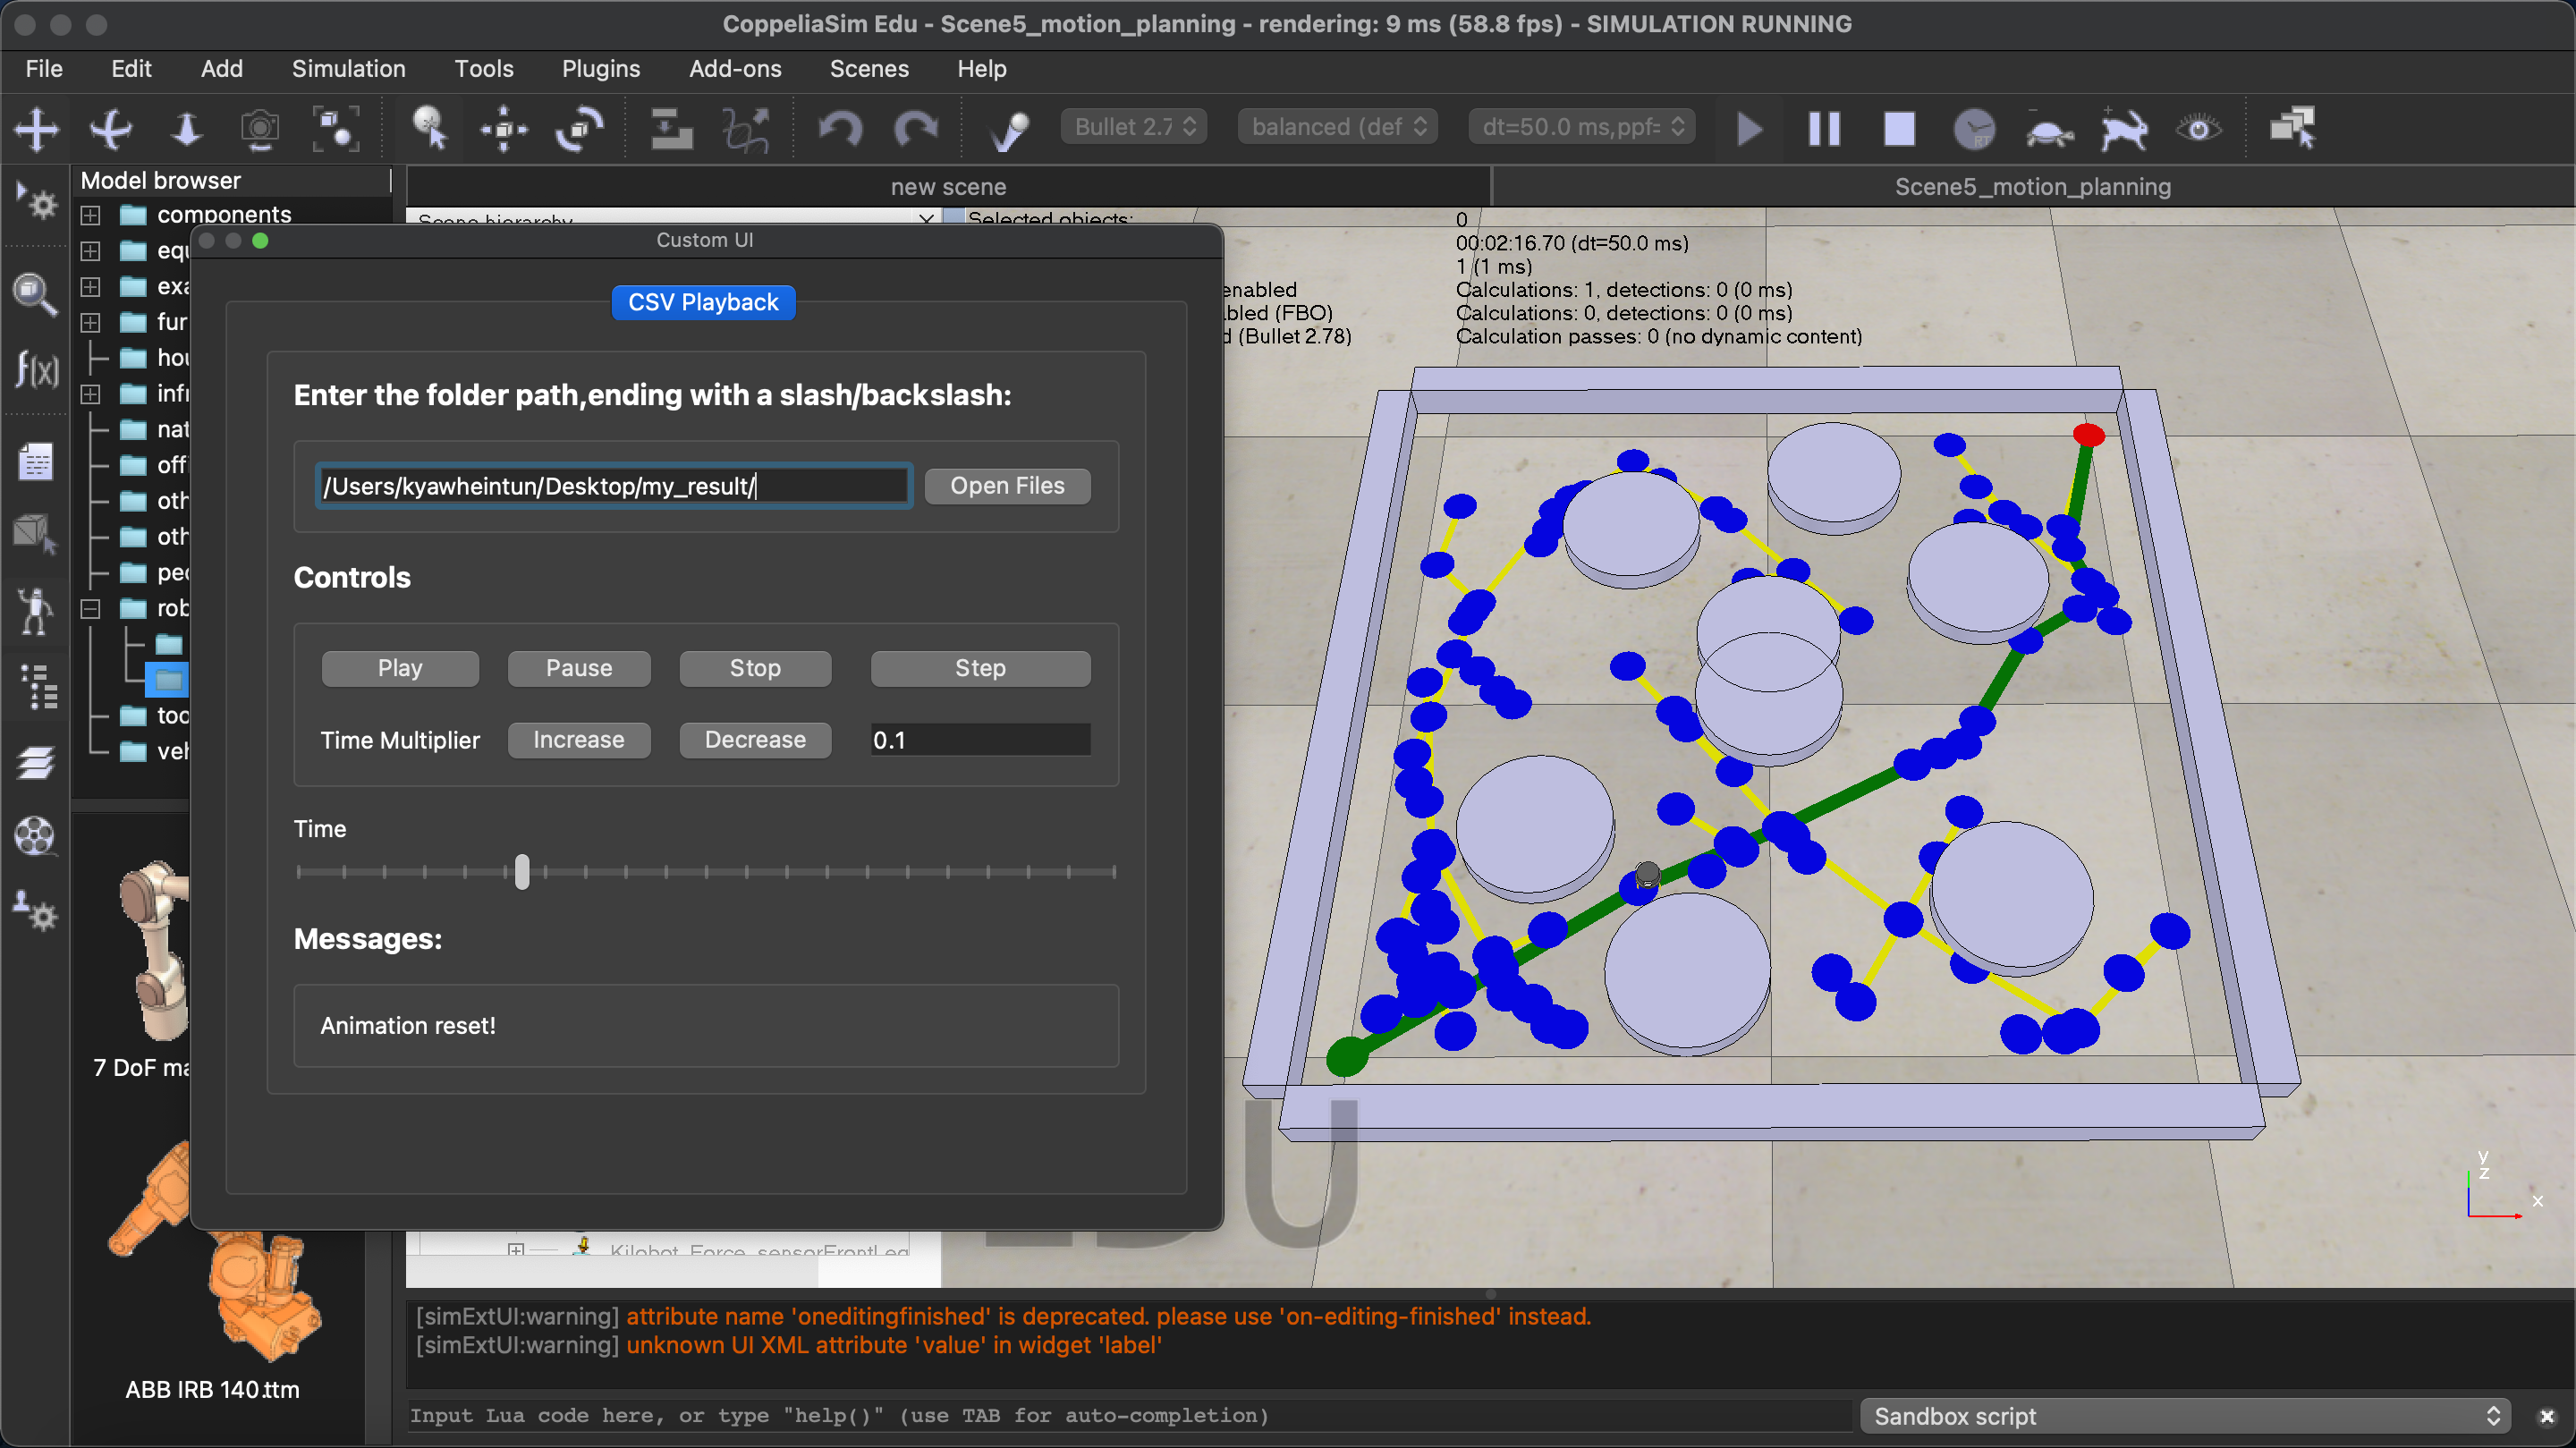 CoppeliaSim Edu - Scene5_motion_planning - rendering: 9 ms (58.8 fps) - SIMULATION RUNNING
File Edit Add Simulation Tools Plugins Add-ons Scenes Help
Bullet 2.7 balanced (def dt=50.0 ms,ppf=
RT
f(x)
Model browser
new scene
Scene5_motion_planning
components
equ
exa
fur
hou
infr
nat
offi
oth
oth
peo
rob
too
veh
7 DoF ma
ABB IRB 140.ttm
Scene hierarchy
Selected objects:
0
00:02:16.70 (dt=50.0 ms)
1 (1 ms)
enabled
Calculations: 1, detections: 0 (0 ms)
bled (FBO)
Calculations: 0, detections: 0 (0 ms)
d (Bullet 2.78)
Calculation passes: 0 (no dynamic content)
Custom UI
CSV Playback
Enter the folder path,ending with a slash/backslash:
/Users/kyawheintun/Desktop/my_result/
Open Files
Controls
Play Pause Stop Step
Time Multiplier Increase Decrease 0.1
Time
Messages:
Animation reset!
Kilobot_Force_sensorFrontLeg
y
z
x
[simExtUI:warning] attribute name 'oneditingfinished' is deprecated. please use 'on-editing-finished' instead.
[simExtUI:warning] unknown UI XML attribute 'value' in widget 'label'
Input Lua code here, or type "help()" (use TAB for auto-completion)
Sandbox script